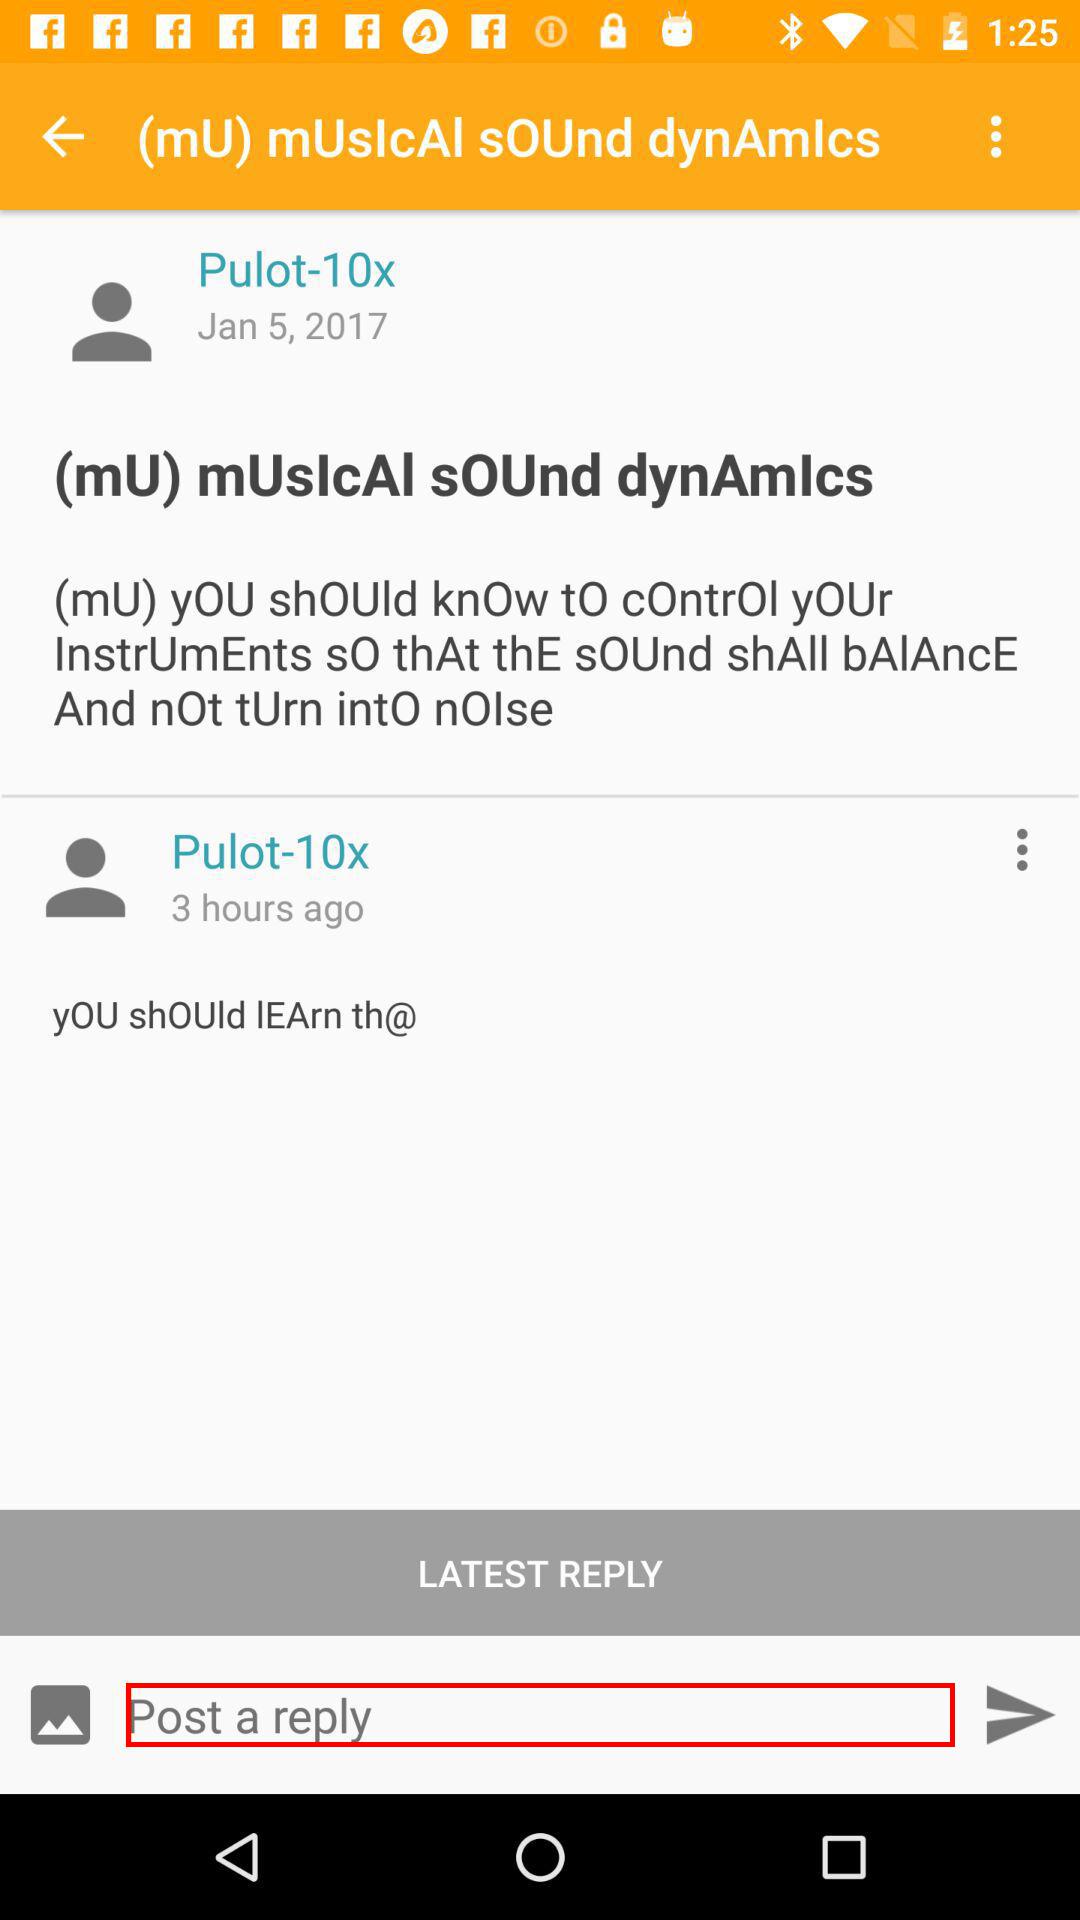 1:25
(mU) mUsIcAl sOUnd dynAmIcs
Pulot-10x
Jan 5, 2017
(mU) mUsIcAl sOUnd dynAmIcs
(mU) yOU shOUld knOw tO cOntrOl yOUr
InstrUmEnts sO thAt thE sOUnd shAll bAlAncE
And nOt tUrn intO nOIse
Pulot-10x
3 hours ago
yOU shOUld lEArn th@
LATEST REPLY
Post a reply